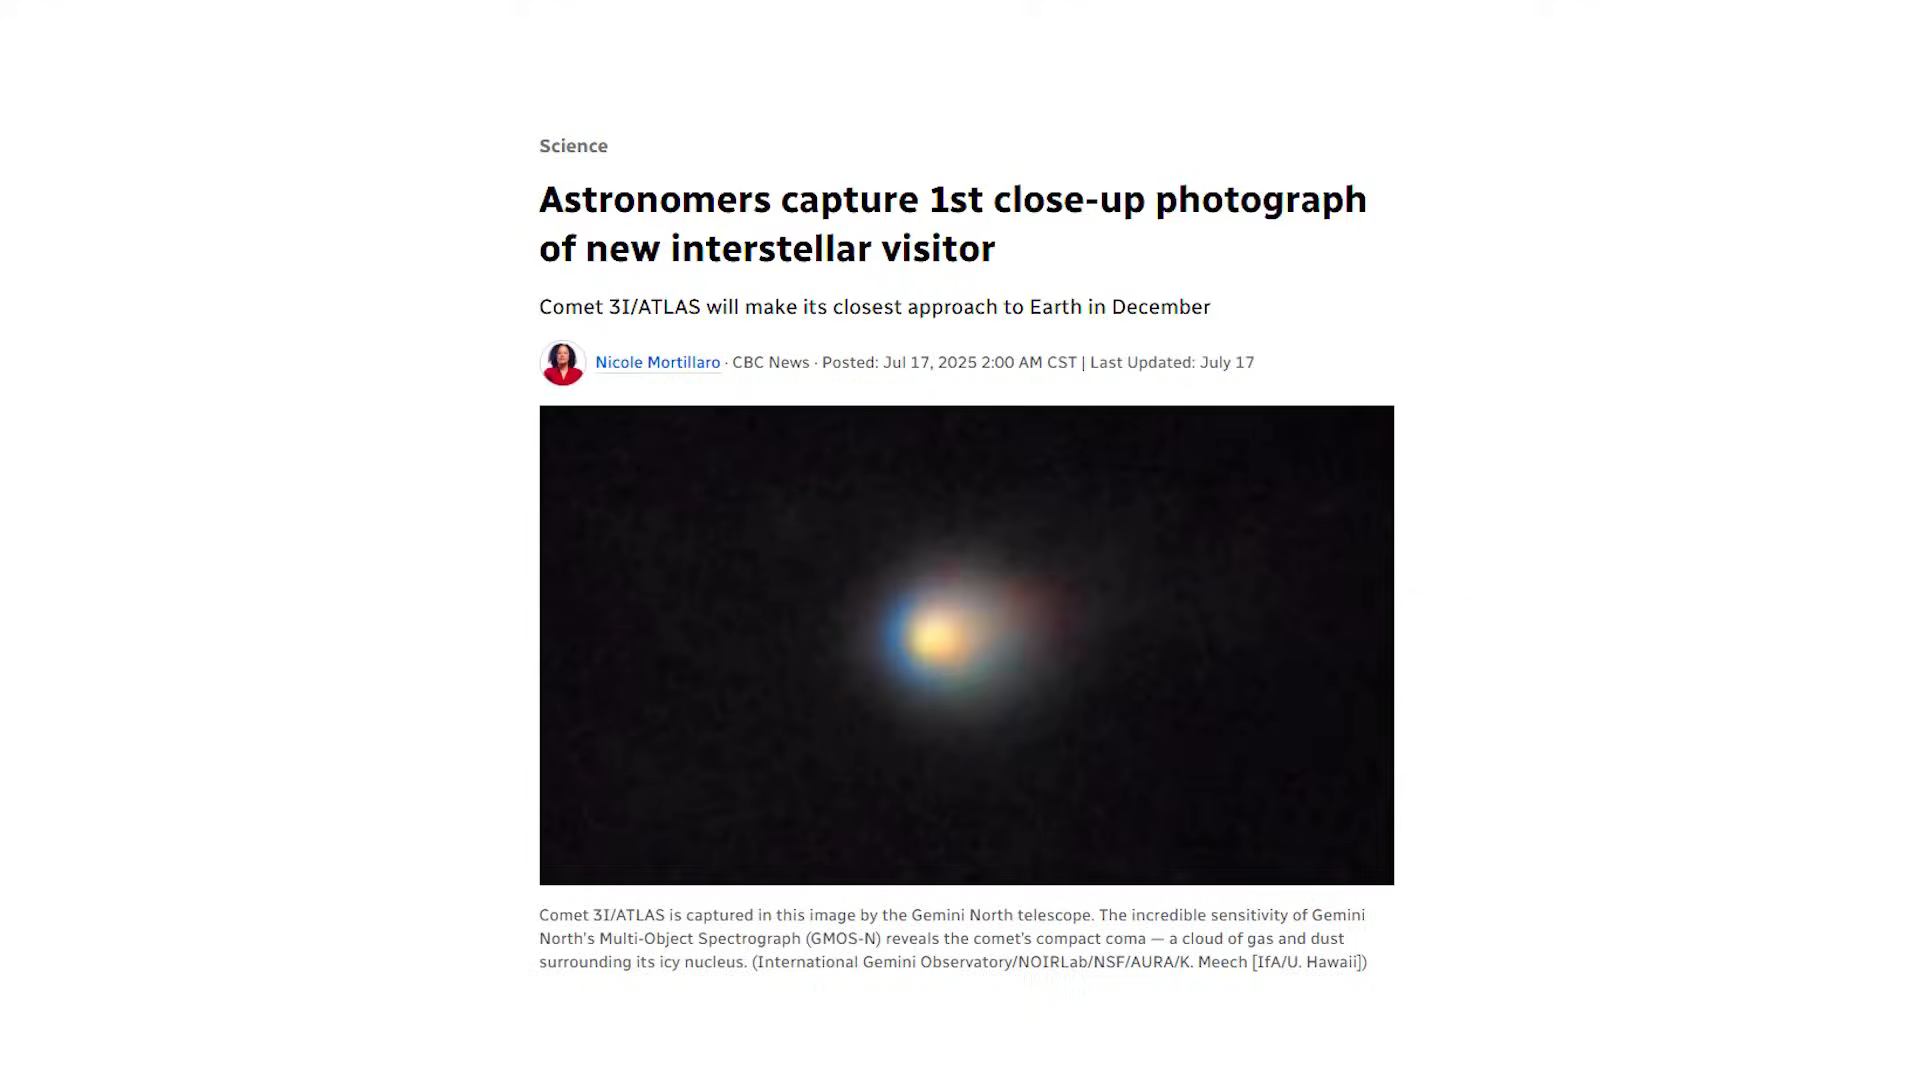 Science
Astronomers capture 1st close-up photograph
of new interstellar visitor
Comet 3I/ATLAS will make its closest approach to Earth in December
Nicole Mortillaro · CBC News · Posted: Jul 17, 2025 2:00 AM CST | Last Updated: July 17
Comet 3I/ATLAS is captured in this image by the Gemini North telescope. The incredible sensitivity of Gemini
North's Multi-Object Spectrograph (GMOS-N) reveals the comet's compact coma — a cloud of gas and dust
surrounding its icy nucleus. (International Gemini Observatory/NOIRLab/NSF/AURA/K. Meech [IfA/U. Hawaii])